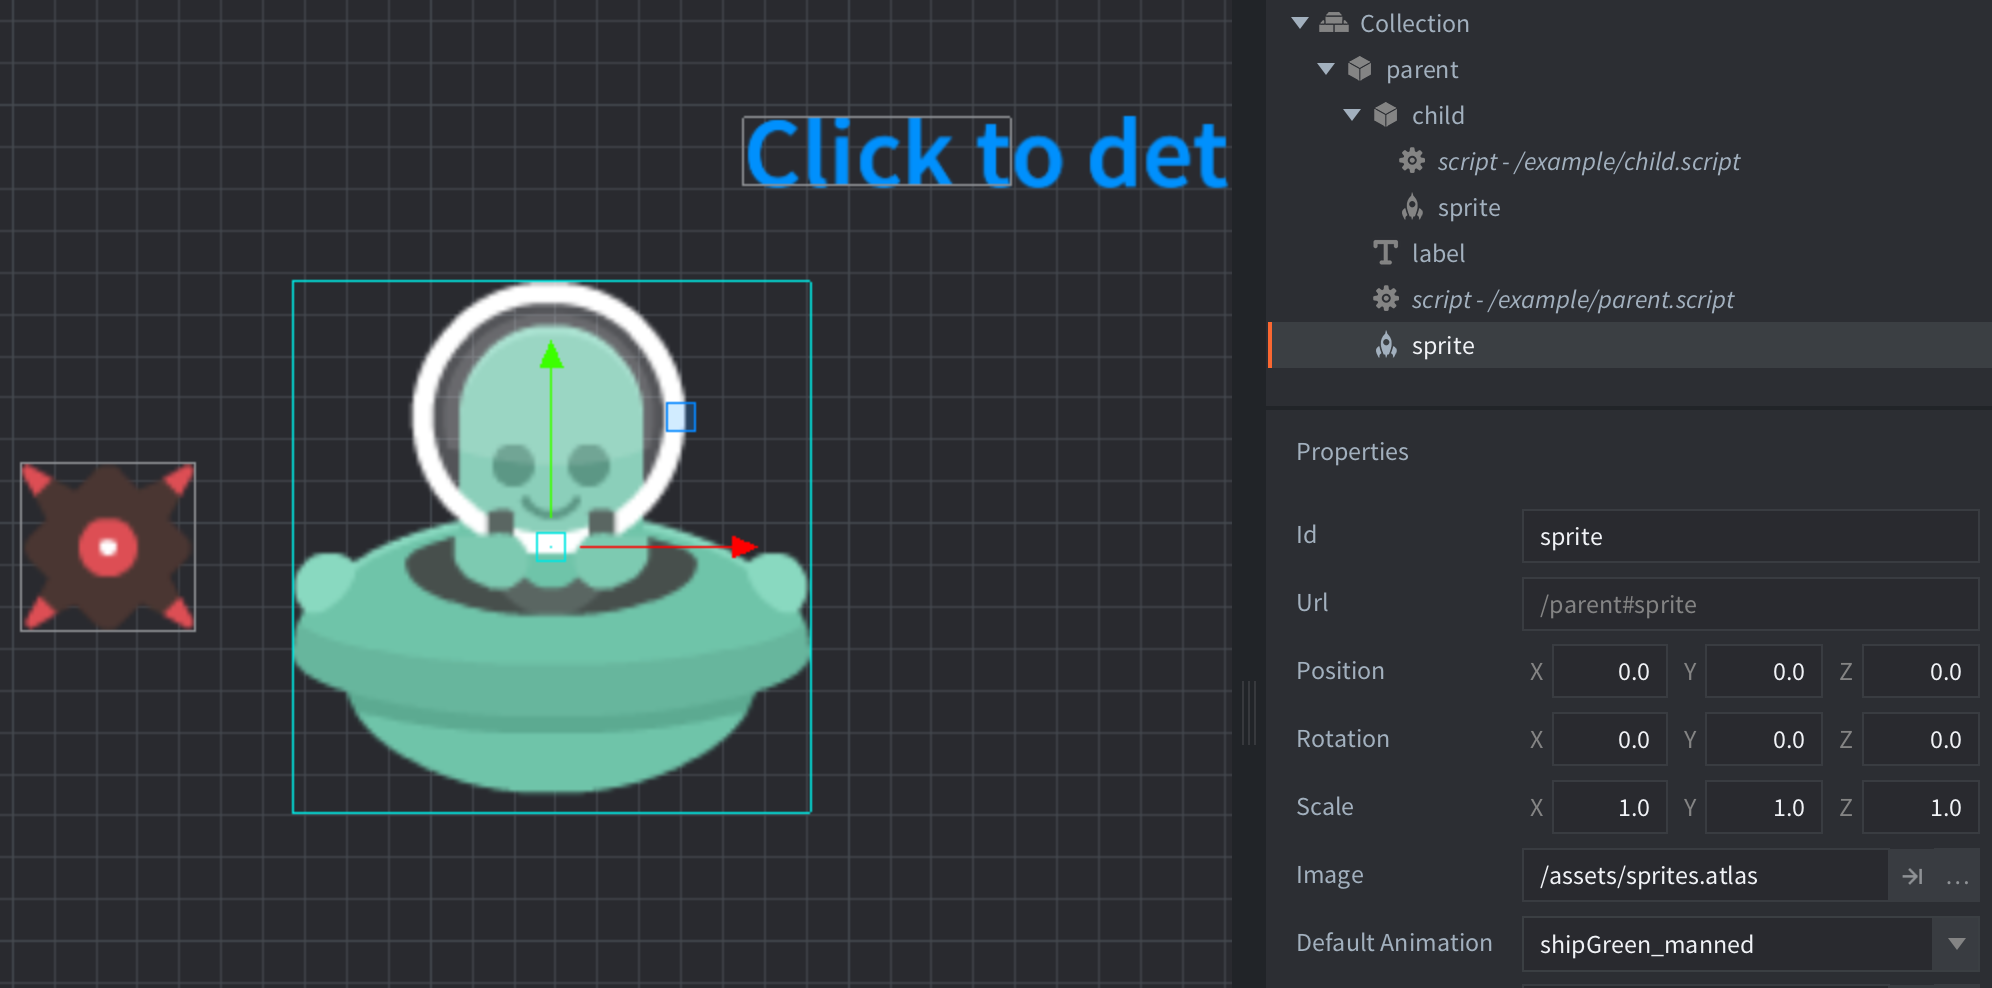 Click to det
Collection
parent
child
script - /example/child.script
sprite
label
script - /example/parent.script
sprite
Properties
Id sprite
Url /parent#sprite
Position X 0.0 Y 0.0 Z 0.0
Rotation X 0.0 Y 0.0 Z 0.0
Scale X 1.0 Y 1.0 Z 1.0
Image /assets/sprites.atlas ...
Default Animation shipGreen_manned